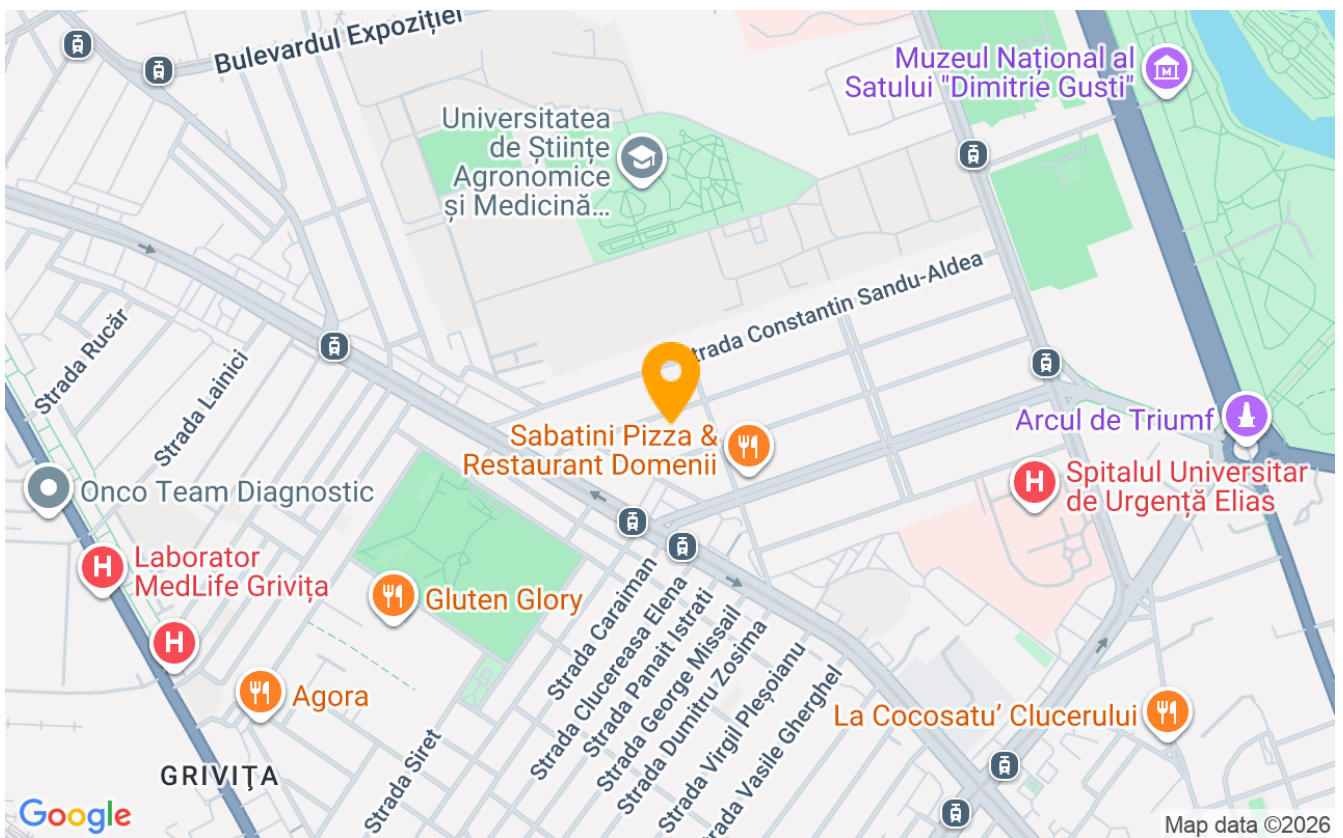 Bulevardul Expoziției
Muzeul Național al
Satului "Dimitrie Gusti"
M
Universitatea
de Științe
Agronomice
și Medicină...
Strada Constantin Sandu-Aldea
Strada Rucăr
Strada Lainici
Arcul de Triumf
Sabatini Pizza &
Restaurant Domenii
H
Spitalul Universitar
de Urgență Elias
Onco Team Diagnostic
H
Laborator
MedLife Grivița
Gluten Glory
H
Agora
Strada Caraiman
Strada Clucereasa Elena
Strada Panait Istrati
Strada George Missail
Strada Dumitru Zosima
Strada Virgil Pleșoianu
Strada Vasile Gherghel
La Cocosatu’ Clucerului
Strada Siret
GRIVIȚA
Google
Map data ©2026